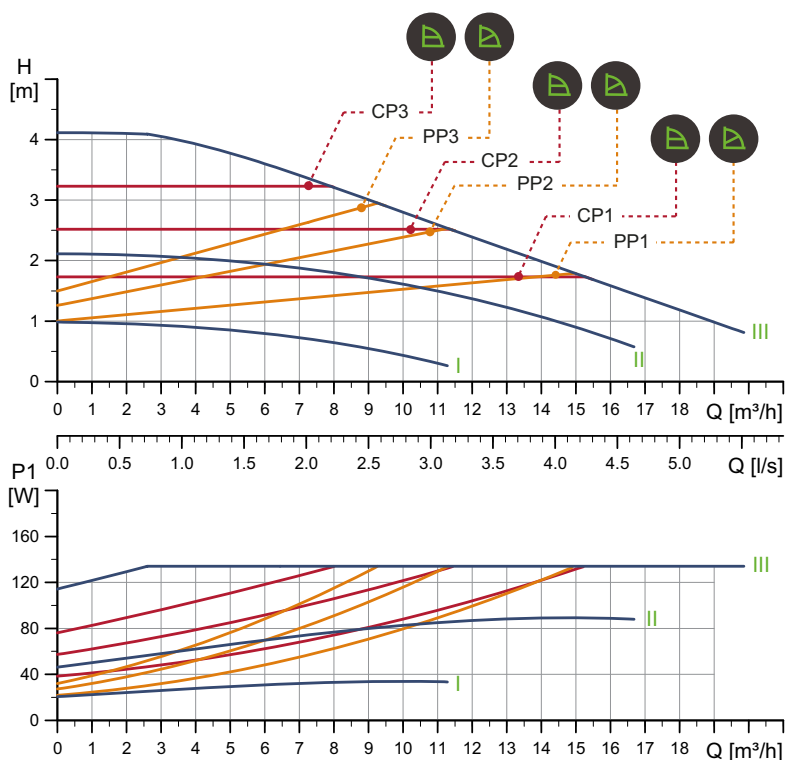 H
[m]
CP3
PP3
CP2
PP2
CP1
PP1
4
3
2
1
0
III
II
I
0 1 2 3 4 5 6 7 8 9 10 11 12 13 14 15 16 17 18 Q [m³/h]
0.0 0.5 1.0 1.5 2.0 2.5 3.0 3.5 4.0 4.5 5.0 Q [l/s]
P1
[W]
160
120
80
40
0
III
II
I
0 1 2 3 4 5 6 7 8 9 10 11 12 13 14 15 16 17 18 Q [m³/h]